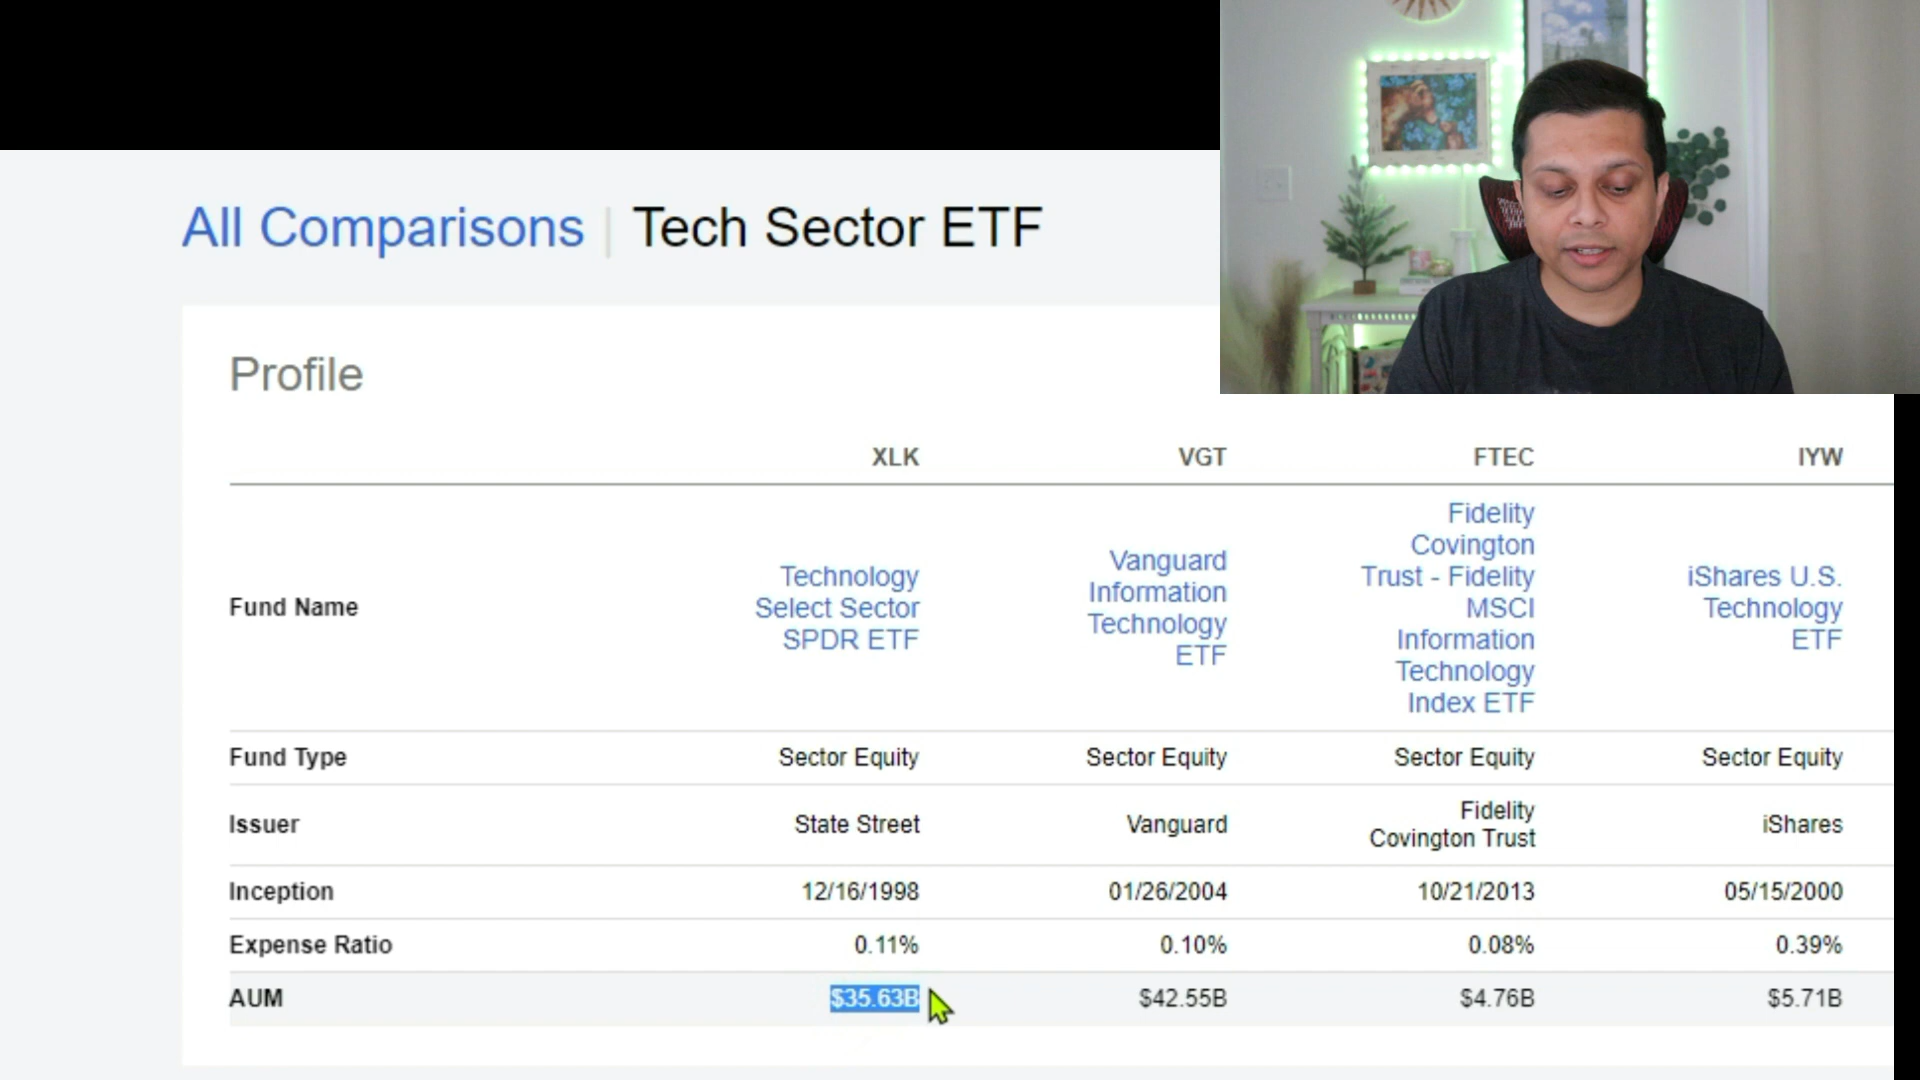 All Comparisons | Tech Sector ETF
Profile
XLK VGT FTEC IYW
Fund Name
Technology
Select Sector
SPDR ETF
Vanguard
Information
Technology
ETF
Fidelity
Covington
Trust - Fidelity
MSCI
Information
Technology
Index ETF
iShares U.S.
Technology
ETF
Fund Type Sector Equity Sector Equity Sector Equity Sector Equity
Issuer State Street Vanguard Fidelity
Covington Trust iShares
Inception 12/16/1998 01/26/2004 10/21/2013 05/15/2000
Expense Ratio 0.11% 0.10% 0.08% 0.39%
AUM $35.63B $42.55B $4.76B $5.71B